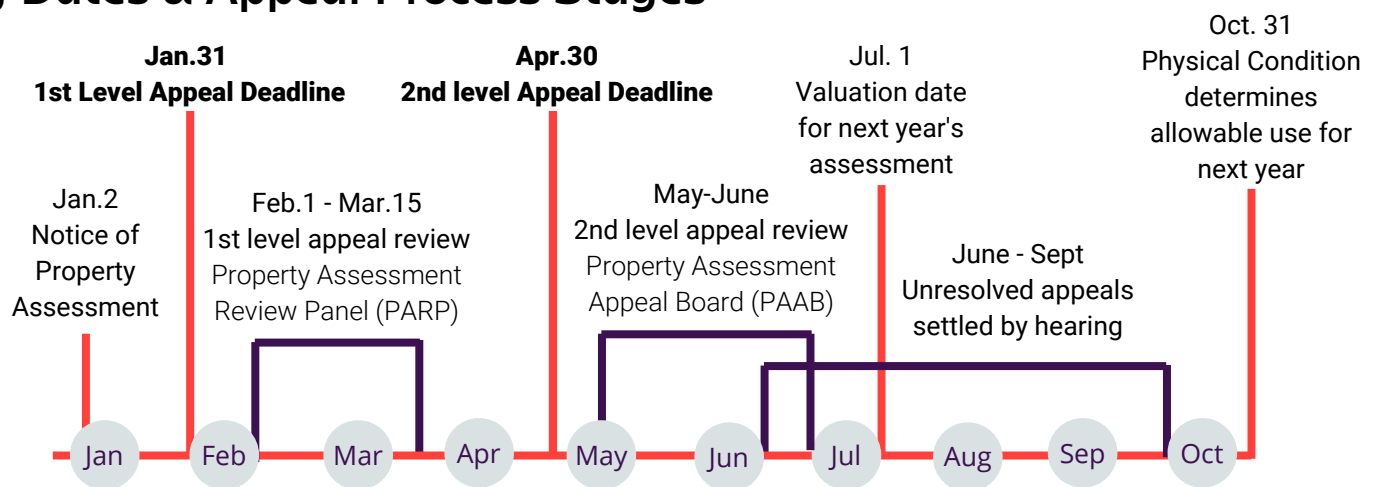 Dates & Appeal Process Stages
Jan.31
1st Level Appeal Deadline
Apr.30
2nd level Appeal Deadline
Jul. 1
Valuation date
for next year's
assessment
Oct. 31
Physical Condition
determines
allowable use for
next year
Jan.2
Notice of
Property
Assessment
Feb.1 - Mar.15
1st level appeal review
Property Assessment
Review Panel (PARP)
May-June
2nd level appeal review
Property Assessment
Appeal Board (PAAB)
June - Sept
Unresolved appeals
settled by hearing
Jan Feb Mar Apr May Jun Jul Aug Sep Oct